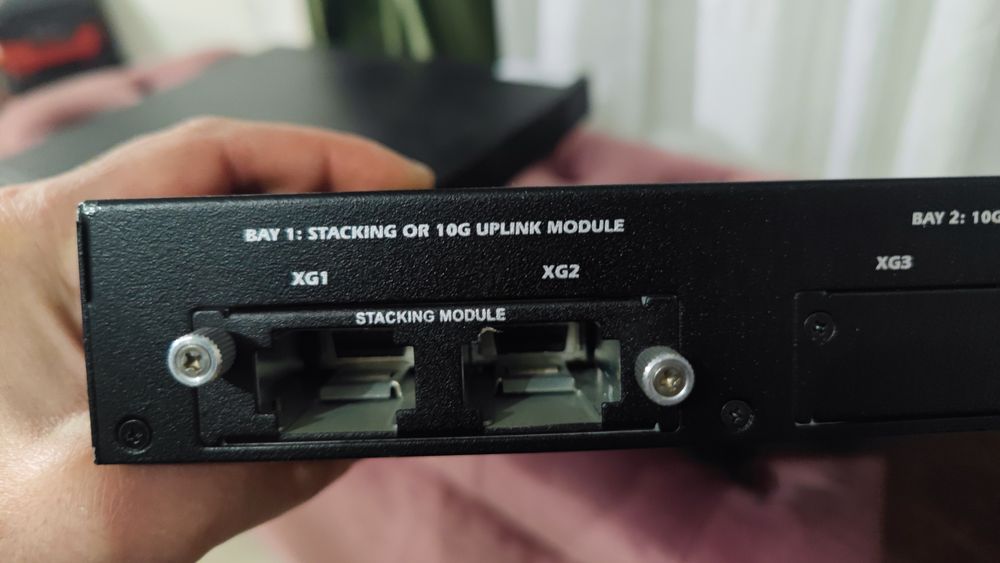 BAY 1: STACKING OR 10G UPLINK MODULE
BAY 2: 10G
XG1
XG2
XG3
STACKING MODULE